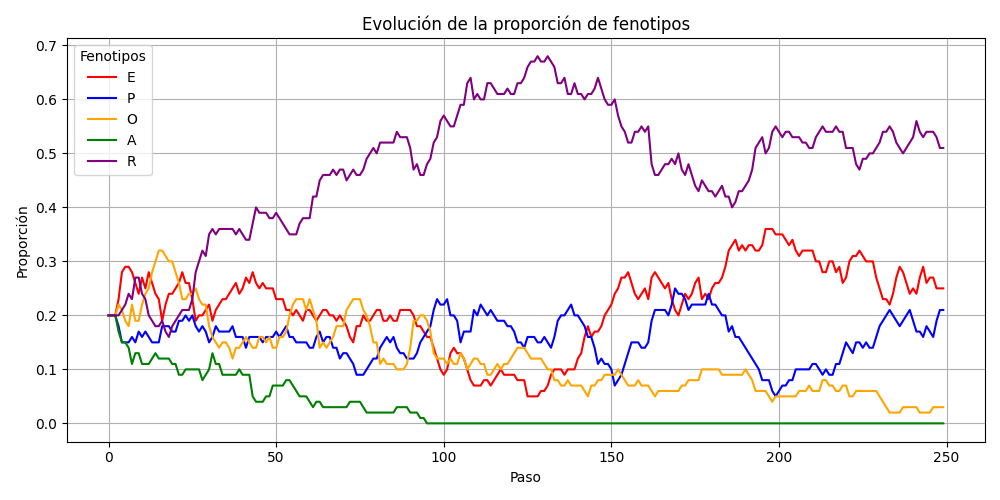 Evolución de la proporción de fenotipos
Proporción
0.7
0.6
0.5
0.4
0.3
0.2
0.1
0.0
Fenotipos
E
P
O
A
R
0 50 100 150 200 250
Paso